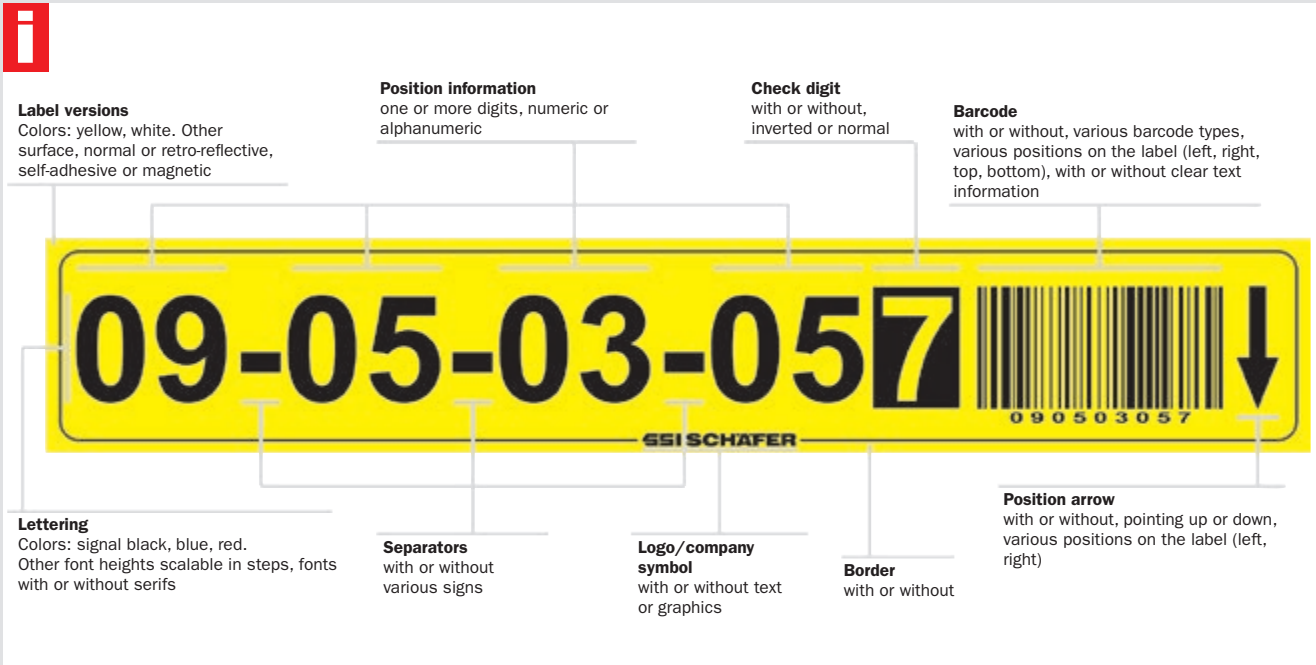 i
Label versions
Colors: yellow, white. Other
surface, normal or retro-reflective,
self-adhesive or magnetic
Position information
one or more digits, numeric or
alphanumeric
Check digit
with or without,
inverted or normal
Barcode
with or without, various barcode types,
various positions on the label (left, right,
top, bottom), with or without clear text
information
09-05-03-057
090503057
SSI SCHÄFER
Lettering
Colors: signal black, blue, red.
Other font heights scalable in steps, fonts
with or without serifs
Separators
with or without
various signs
Logo/company
symbol
with or without text
or graphics
Border
with or without
Position arrow
with or without, pointing up or down,
various positions on the label (left,
right)